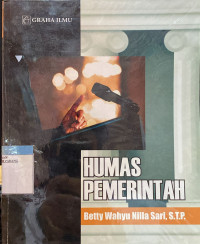 GRAHA ILMU
HUMAS
PEMERINTAH
Betty Wahyu Nilla Sari, S.T.P.